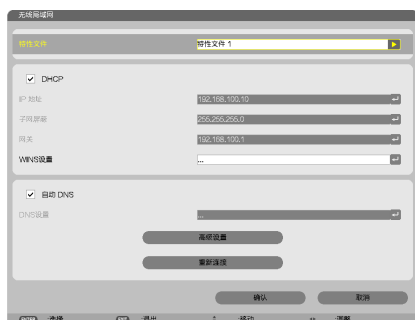 无线局域网
特性文件 特性文件 1
DHCP
IP 地址 192.168.100.10
子网屏蔽 255.255.255.0
网关 192.168.100.1
WINS设置 ...
自动 DNS
DNS设置 ...
高级设置
重新连接
确认 取消
ENTER :选择 EXIT :退出 :移动 :调整